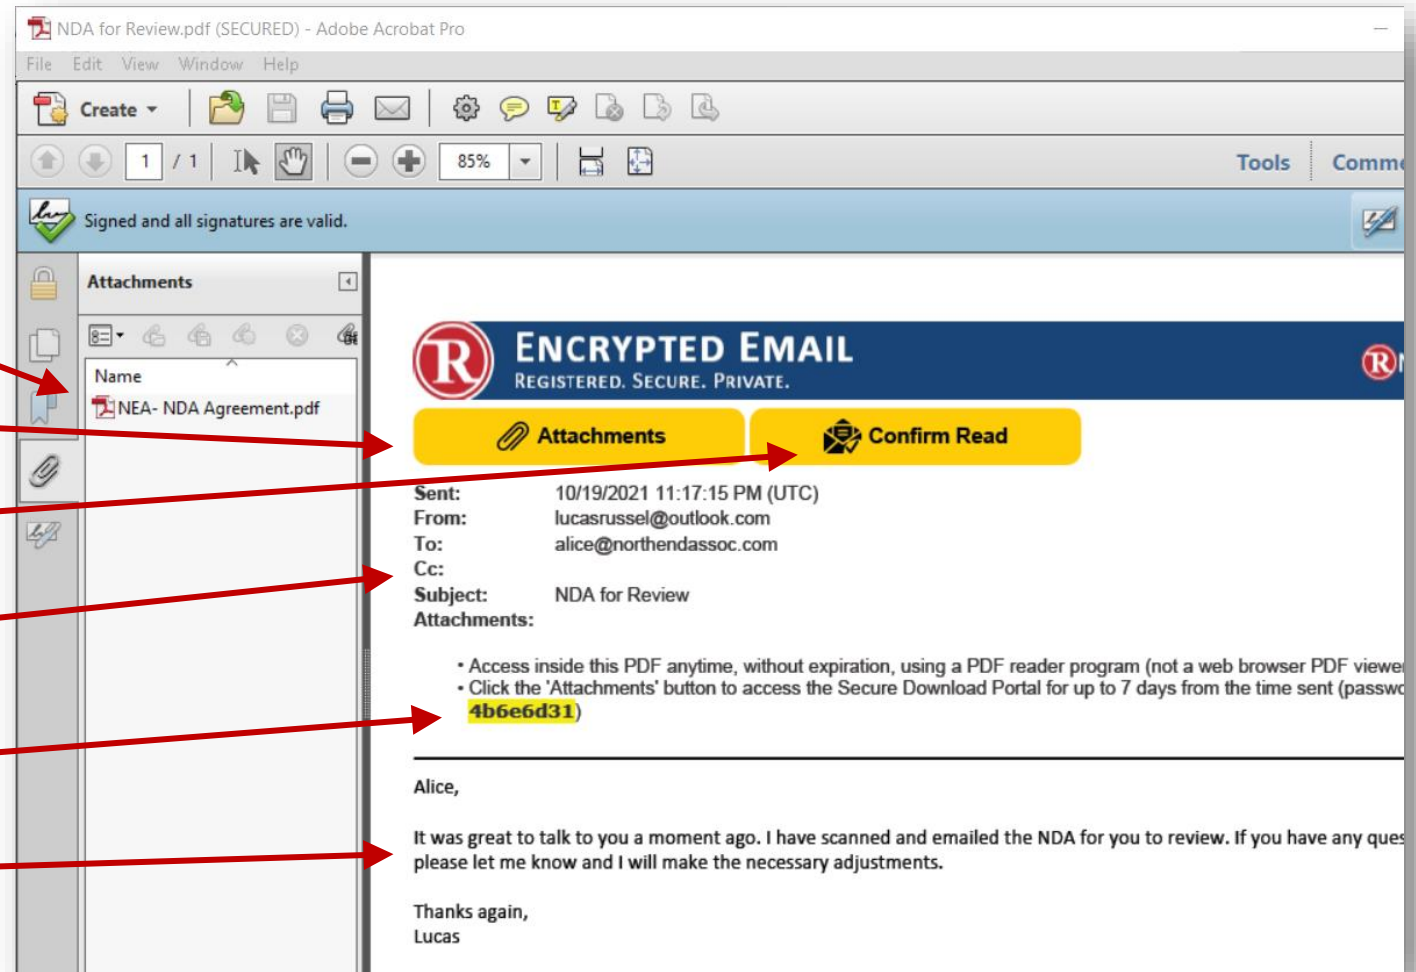 NDA for Review.pdf (SECURED) - Adobe Acrobat Pro
File Edit View Window Help
Create
1 / 1 85% Tools
Signed and all signatures are valid.
Attachments
Name
NEA- NDA Agreement.pdf
R ENCRYPTED EMAIL R
REGISTERED. SECURE. PRIVATE.
Attachments Confirm Read
Sent: 10/19/2021 11:17:15 PM (UTC)
From: lucasrussel@outlook.com
To: alice@northendassoc.com
Cc:
Subject: NDA for Review
Attachments:
• Access inside this PDF anytime, without expiration, using a PDF reader program (not a web browser PDF
• Click the 'Attachments' button to access the Secure Download Portal for up to 7 days from the time sent
4b6e6d31)
Alice,
It was great to talk to you a moment ago. I have scanned and emailed the NDA for you to review. If you have any
please let me know and I will make the necessary adjustments.
Thanks again,
Lucas